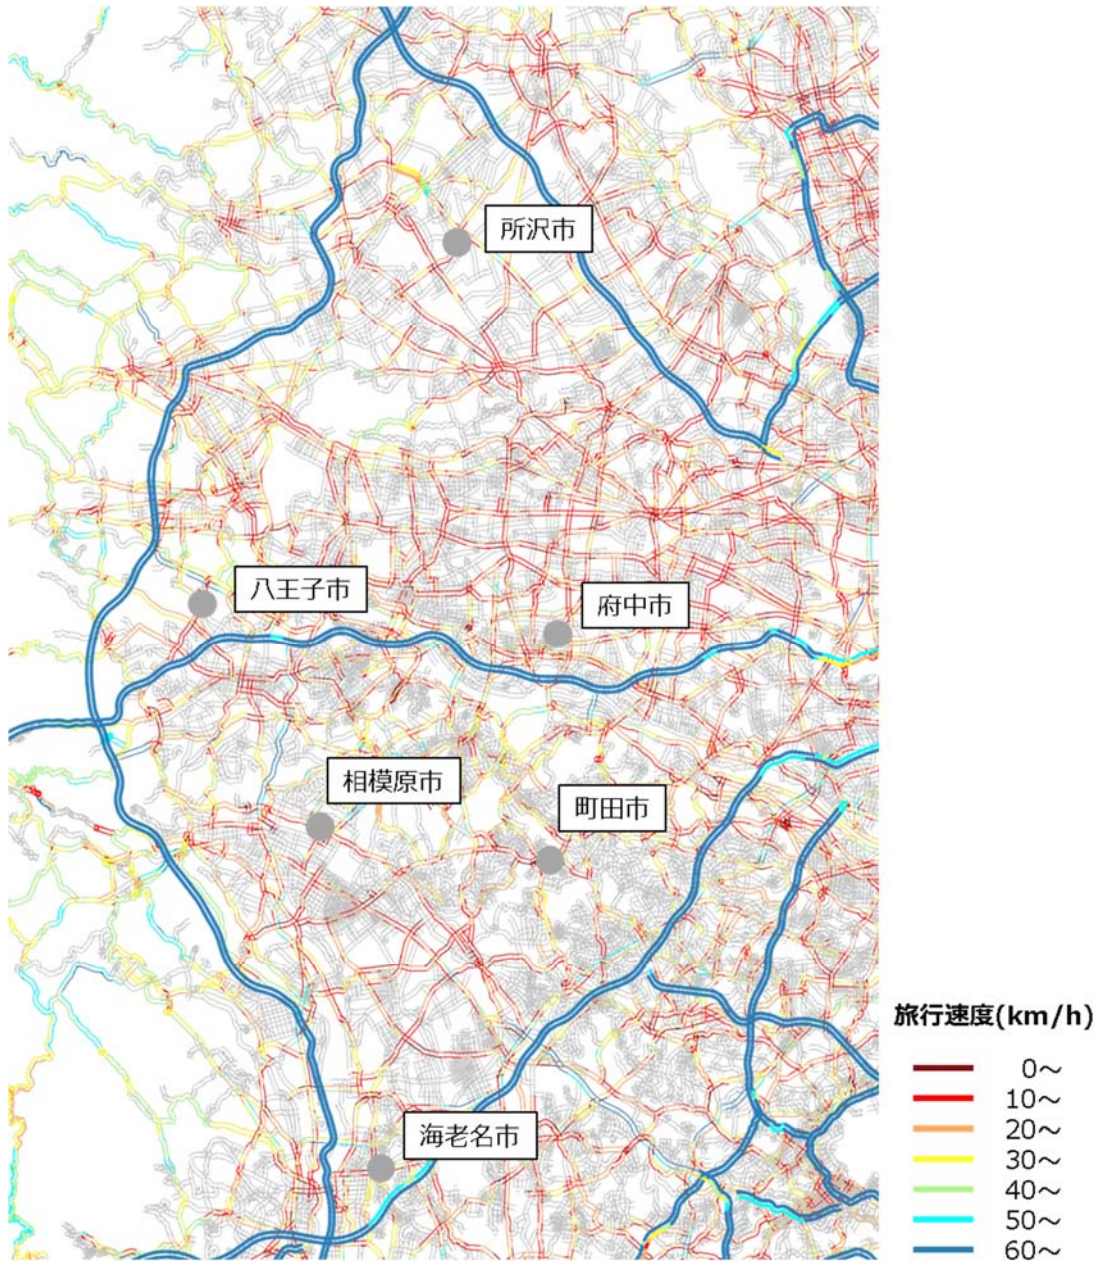 所沢市
八王子市
府中市
相模原市
町田市
海老名市
旅行速度(km/h)
0～
10～
20～
30～
40～
50～
60～